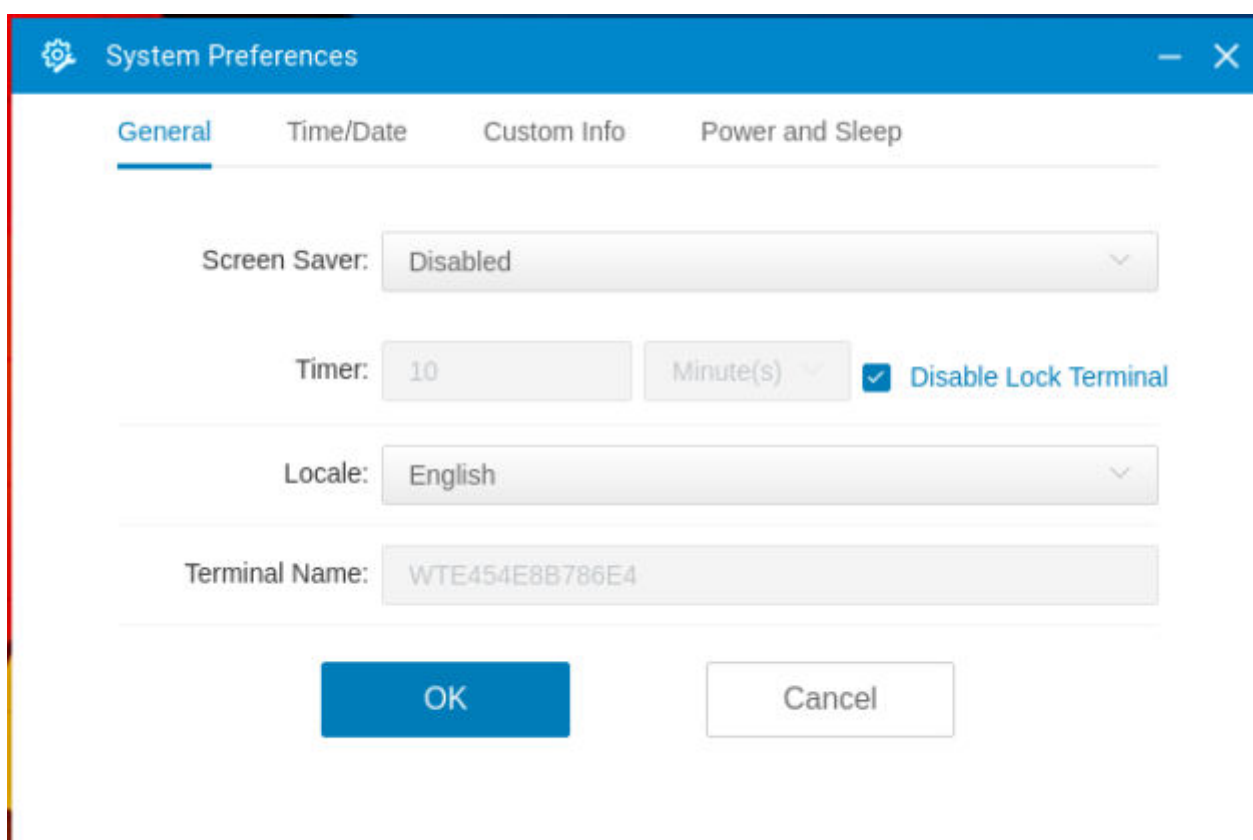 System Preferences
General Time/Date Custom Info Power and Sleep
Screen Saver: Disabled
Timer: 10 Minute(s) Disable Lock Terminal
Locale: English
Terminal Name: WTE454E8B786E4
OK Cancel